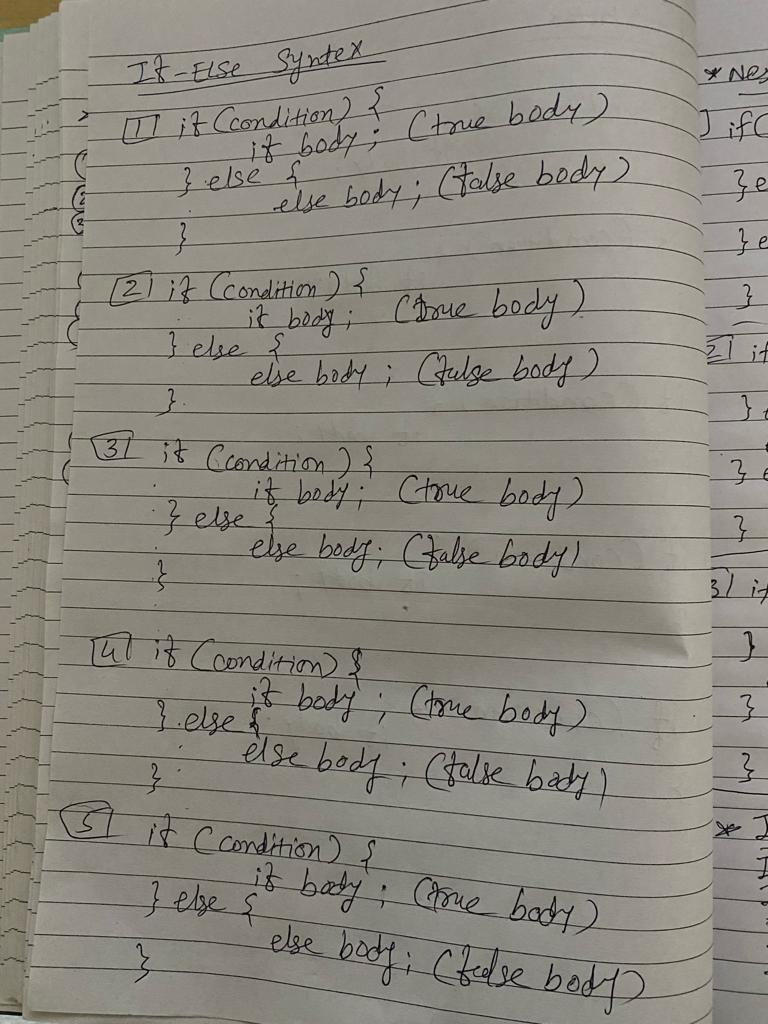 If-Else Syntex
1 if (condition) {
if body ; (true body)
} else {
else body ; (false body)
}
2 if (condition) {
if body ; (true body)
} else {
else body ; (false body)
}
3 if (condition) {
if body ; (true body)
} else {
else body ; (false body)
}
4 if (condition) {
if body ; (true body)
} else {
else body ; (false body)
}
5 if (condition) {
if body ; (true body)
} else {
else body ; (false body)
}
* Nes
] if(
} e
} e
}
2] if
}
} e
}
3] if
}
}
}
*